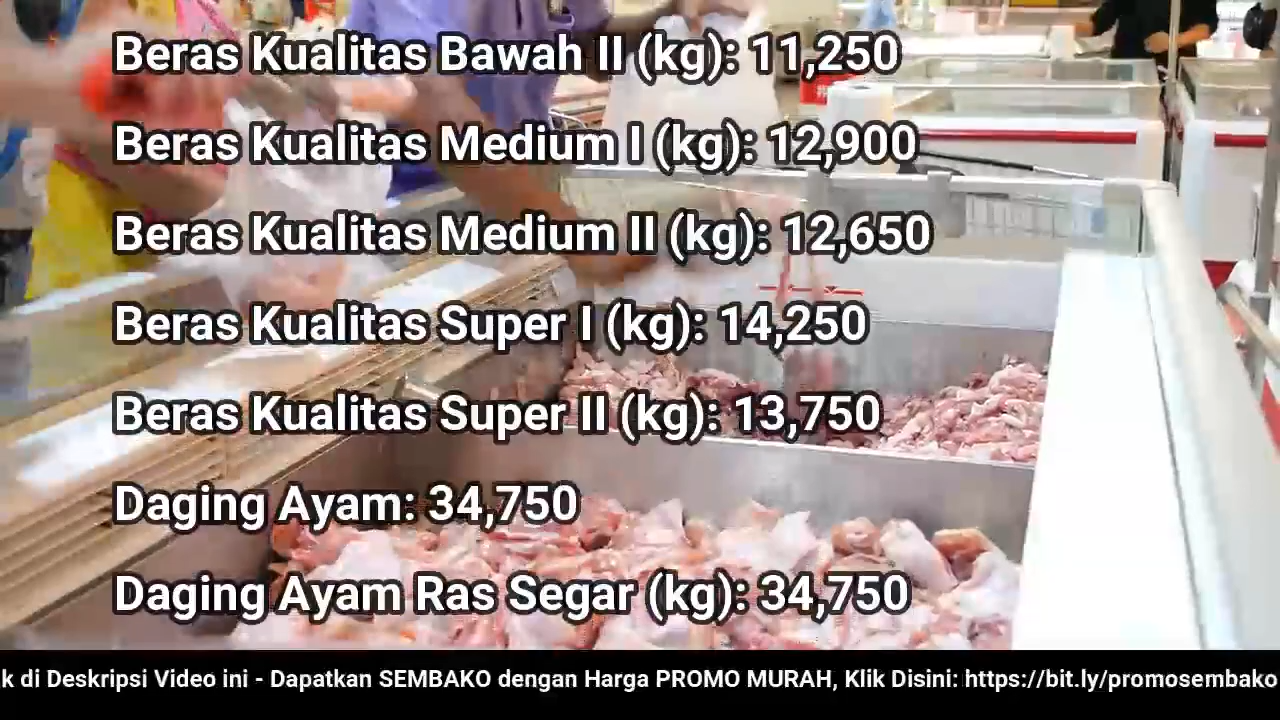 Beras Kualitas Bawah II (kg): 11,250
Beras Kualitas Medium I (kg): 12,900
Beras Kualitas Medium II (kg): 12,650
Beras Kualitas Super I (kg): 14,250
Beras Kualitas Super II (kg): 13,750
Daging Ayam: 34,750
Daging Ayam Ras Segar (kg): 34,750
k di Deskripsi Video ini - Dapatkan SEMBAKO dengan Harga PROMO MURAH, Klik Disini: https://bit.ly/promosembako